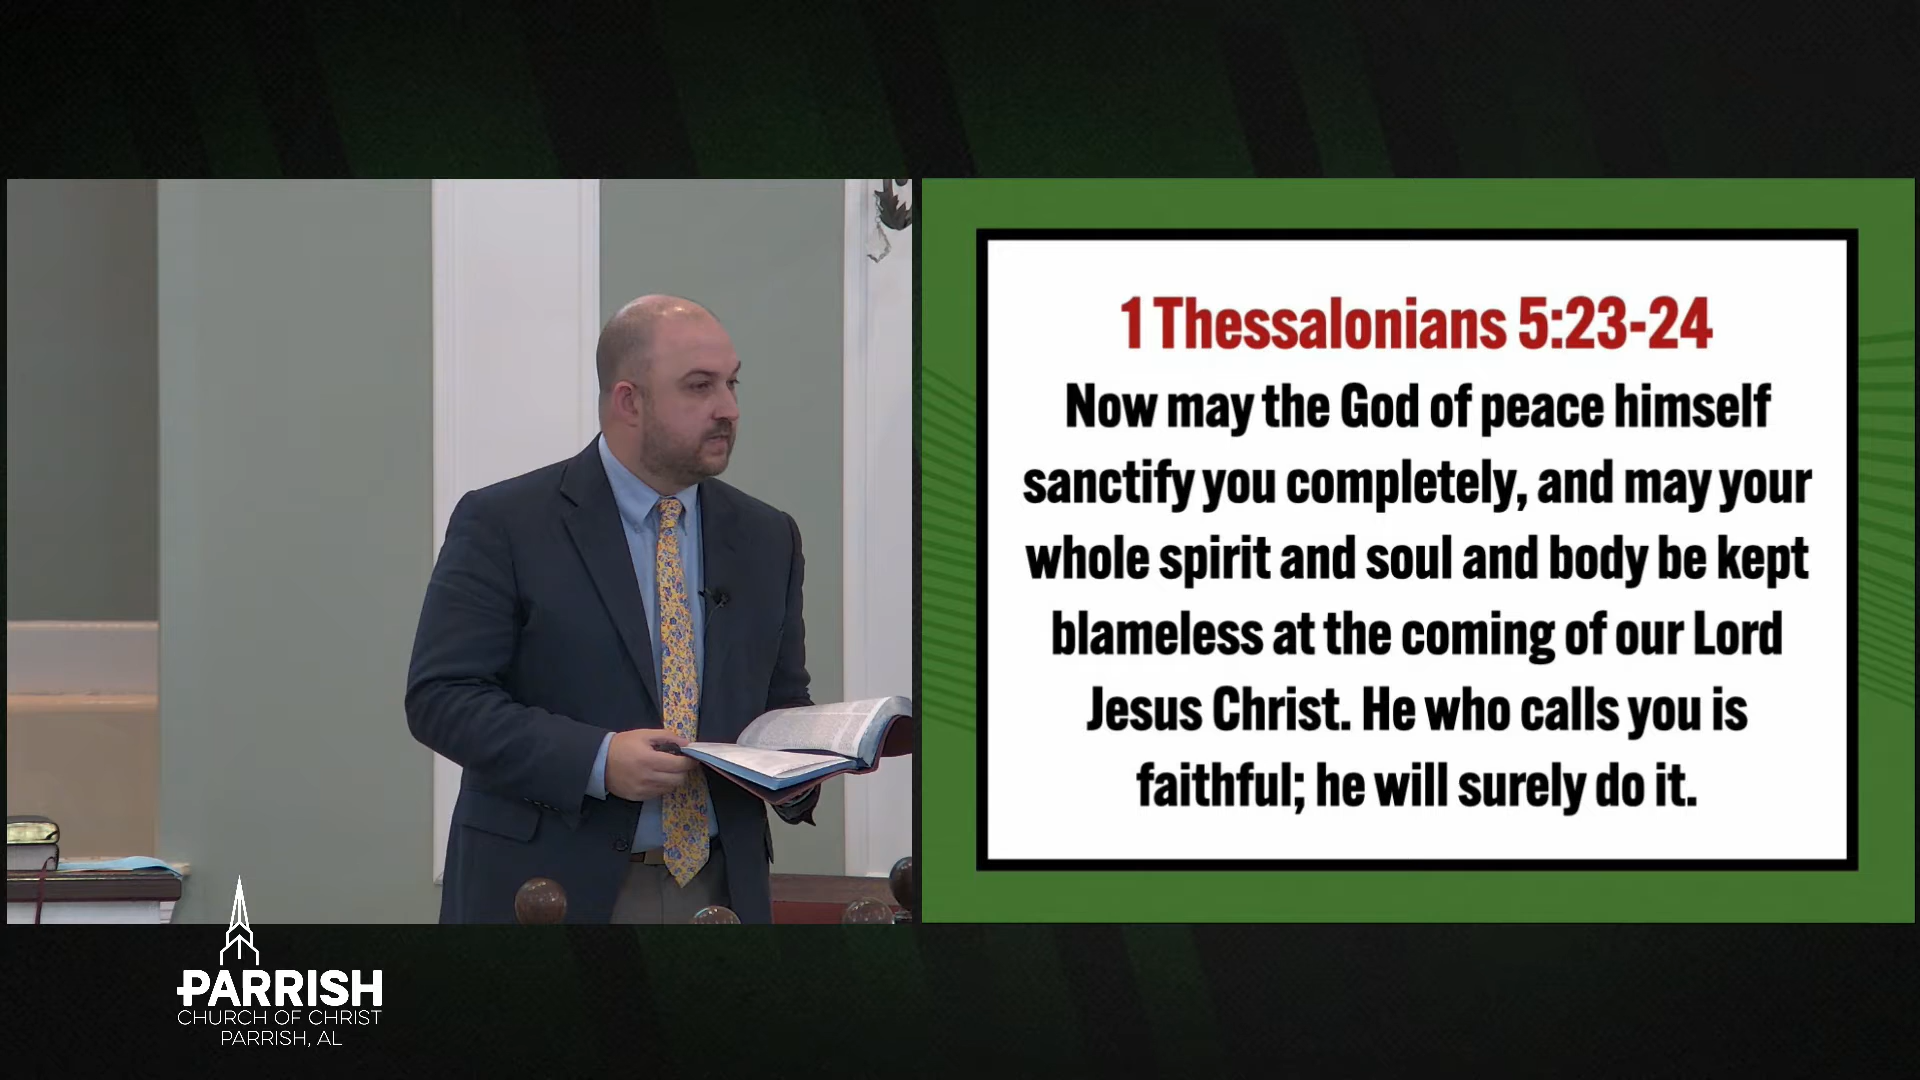 1 Thessalonians 5:23-24
Now may the God of peace himself
sanctify you completely, and may your
whole spirit and soul and body be kept
blameless at the coming of our Lord
Jesus Christ. He who calls you is
faithful; he will surely do it.
PARRISH
CHURCH OF CHRIST
PARRISH, AL